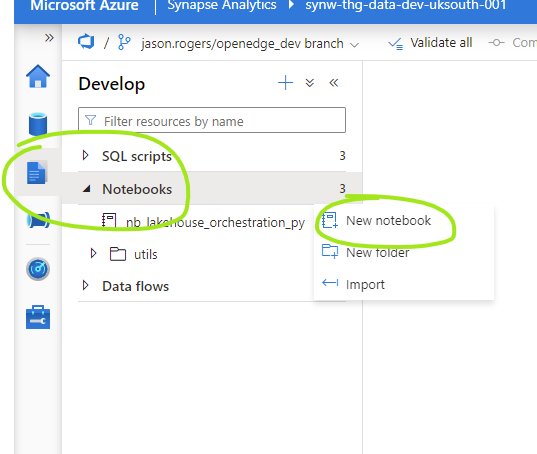 Microsoft Azure Synapse Analytics synw-thg-data-dev-uksouth-001
/ jason.rogers/openedge_dev branch Validate all
Develop
Filter resources by name
SQL scripts 3
Notebooks 3
nb_lakehouse_orchestration_py
New notebook
New folder
utils
Data flows
Import